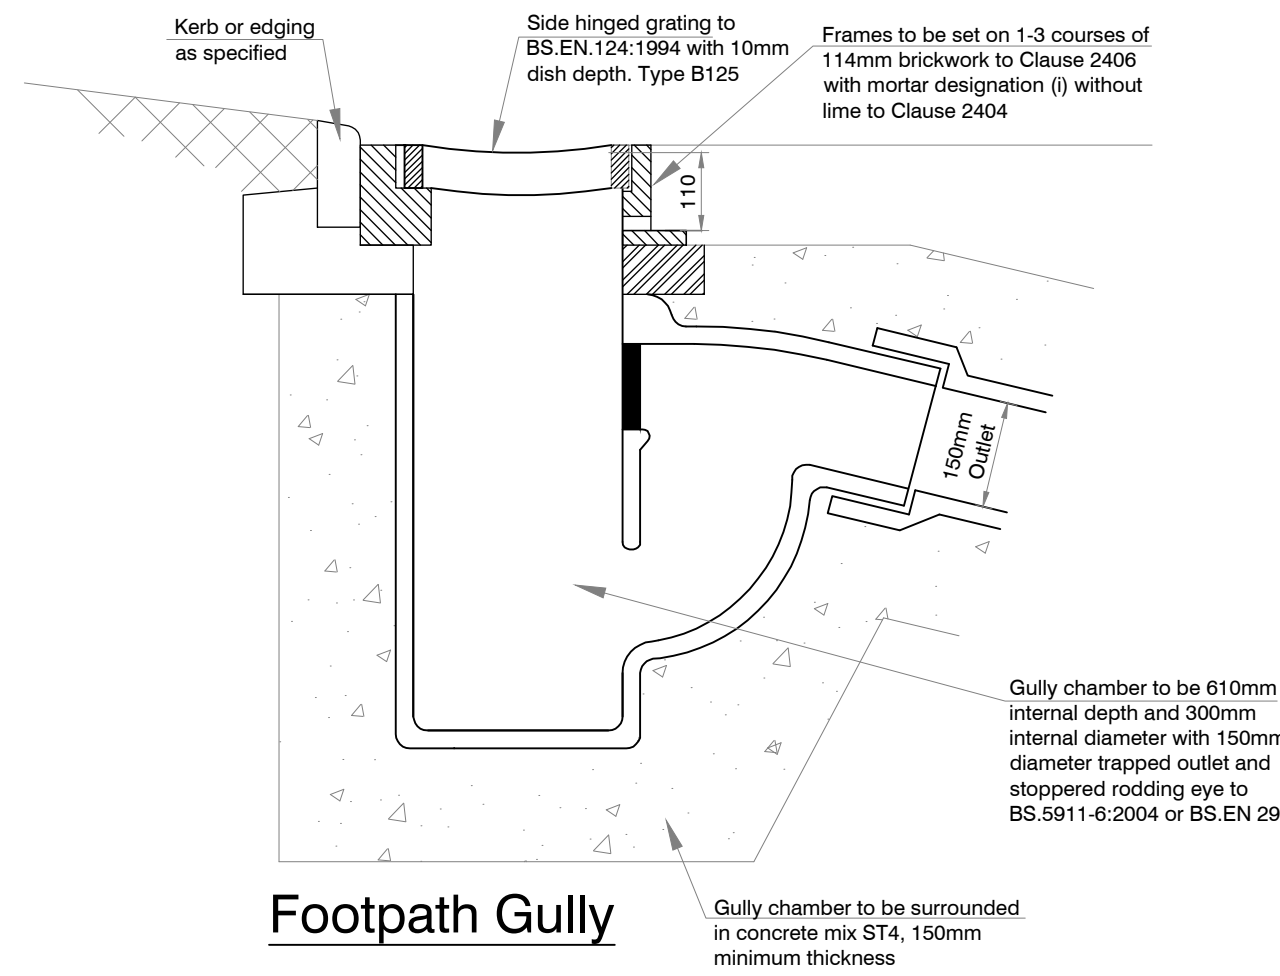 Kerb or edging
as specified
Side hinged grating to
BS.EN.124:1994 with 10mm
dish depth. Type B125
Frames to be set on 1-3 courses of
114mm brickwork to Clause 2406
with mortar designation (i) without
lime to Clause 2404
110
150mm
Outlet
Gully chamber to be 610mm
internal depth and 300mm
internal diameter with 150mm
diameter trapped outlet and
stoppered rodding eye to
BS.5911-6:2004 or BS.EN 29
Gully chamber to be surrounded
in concrete mix ST4, 150mm
minimum thickness
Footpath Gully